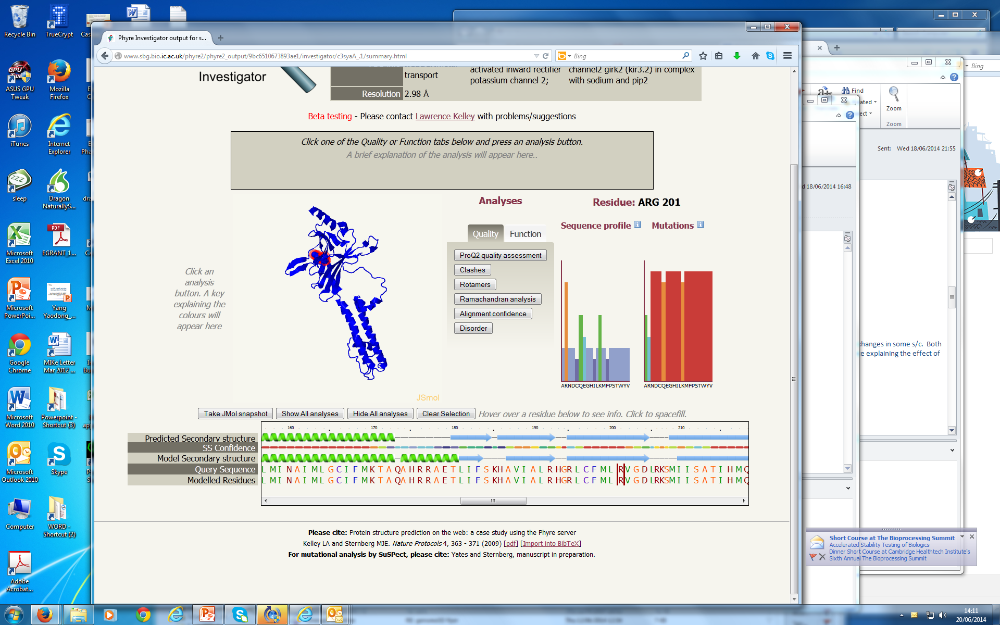 Recycle Bin
TrueCrypt
ASUS GPU Tweak
Mozilla Firefox
iTunes
Internet Explorer
sleep
Dragon NaturallyS...
Microsoft Excel 2010
EGRANT_1...
Microsoft PowerPoi...
Yang Yaodong_...
Google Chrome
MIKe Letter Mar 2012 ...
Microsoft Word 2010
Powerpoint - Shortcut (3)
Microsoft Outlook 2010
Skype
Computer
WORD - Shortcut (2)
Adobe Acrobat...
Phyre Investigator output for s...
www.sbg.bio.ic.ac.uk/phyre2/phyre2_output/9bc6510673893ae1/investigator/c3syaA_.1/summary.html
Bing
Investigator
transport
activated inward rectifier
potassium channel 2;
channel2 girk2 (kir3.2) in complex
with sodium and pip2
Resolution 2.98 Å
Beta testing - Please contact Lawrence Kelley with problems/suggestions
Click one of the Quality or Function tabs below and press an analysis button.
A brief explanation of the analysis will appear here..
Analyses
Residue: ARG 201
Sequence profile
Mutations
Quality
Function
ProQ2 quality assessment
Clashes
Rotamers
Ramachandran analysis
Alignment confidence
Disorder
Click an
analysis
button. A key
explaining the
colours will
appear here
ARNDCQEGHILKMFPSTWYV
ARNDCQEGHILKMFPSTWYV
JSmol
Take JMol snapshot
Show All analyses
Hide All analyses
Clear Selection
Hover over a residue below to see info. Click to spacefill.
160 170 180 190 200 210
Predicted Secondary structure
SS Confidence
Model Secondary structure
Query Sequence L M I N A I M L G C I F M K T A Q A H R R A E T L I F S K H A V I A L R H G R L C F M L R V G D L R K S M I I S A T I H M Q
Modelled Residues L M I N A I M L G C I F M K T A Q A H R R A E T L I F S K H A V I A L R H G R L C F M L R V G D L R K S M I I S A T I H M Q
Please cite: Protein structure prediction on the web: a case study using the Phyre server
Kelley LA and Sternberg MJE. Nature Protocols 4, 363 - 371 (2009) [pdf] [Import into BibTeX]
For mutational analysis by SuSPect, please cite: Yates and Sternberg, manuscript in preparation.
Bing
Find
Zoom
Zoom
Sent: Wed 18/06/2014 21:55
18/06/2014 16:48
changes in some s/c. Both
explaining the effect of
Short Course at The Bioprocessing Summit
Accelerated Stability Testing of Biologics
Dinner Short Course at Cambridge Healthtech Institute's
Sixth Annual The Bioprocessing Summit
14:11
20/06/2014